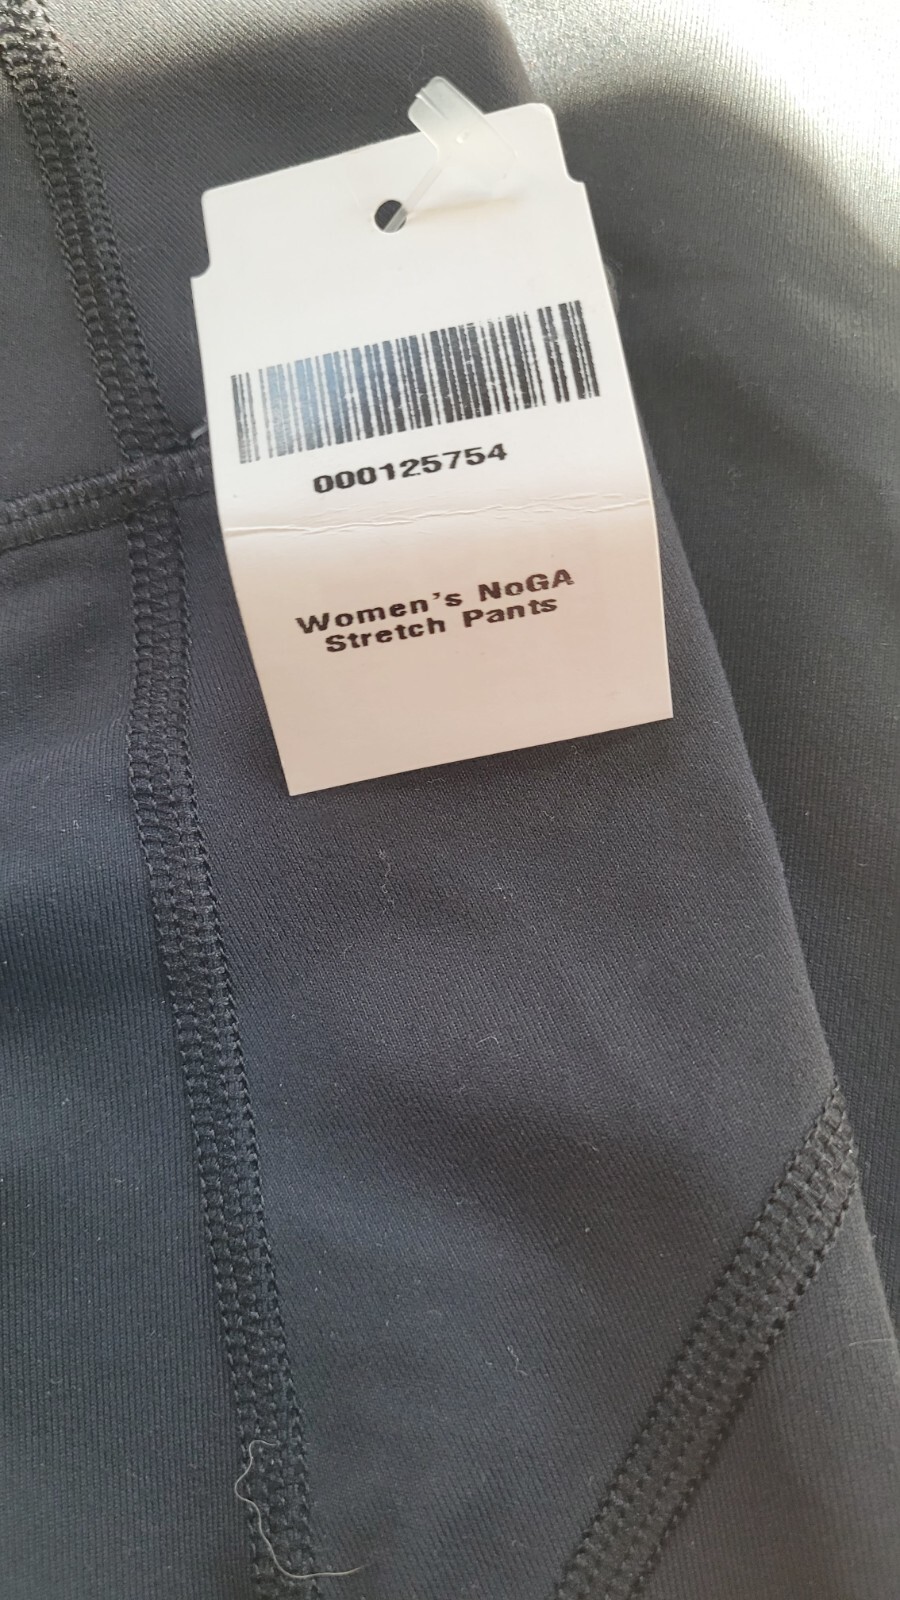 000125754
Women's NoGA
Stretch Pants